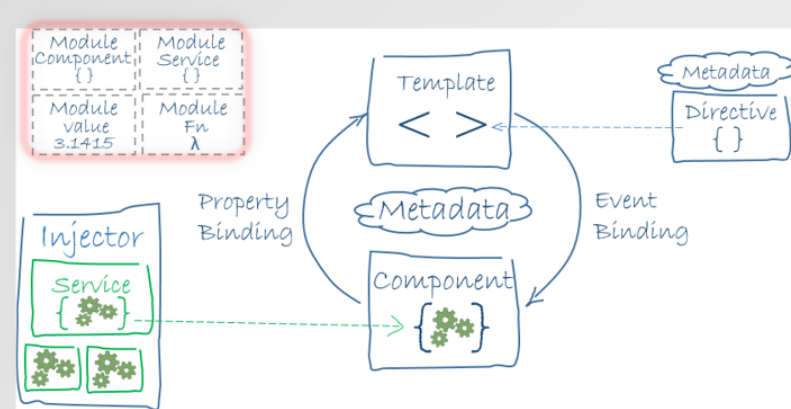 Module
Component
{ }
Module
Service
{ }
Module
value
3.1415
Module
Fn
λ
Template
< >
Metadata
Directive
{ }
Property
Binding
Metadata
Event
Binding
Injector
Service
{ }
Component
{ }